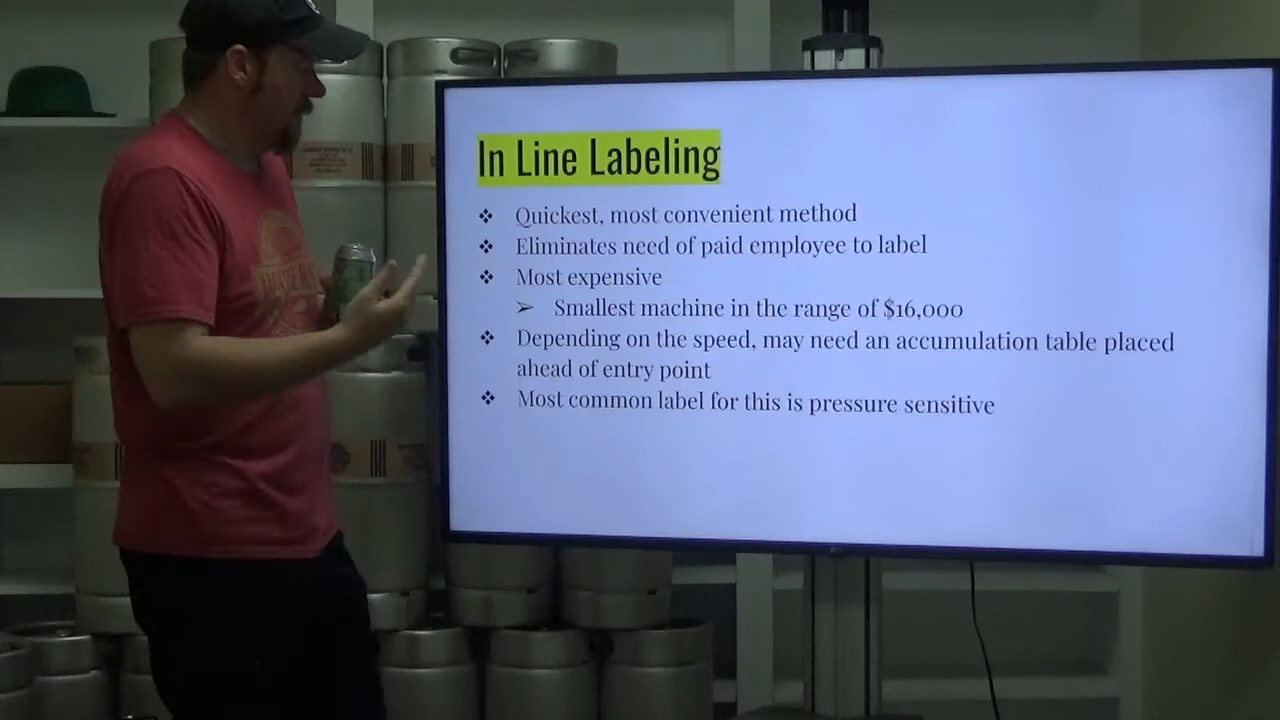 In Line Labeling
❖ Quickest, most convenient method
❖ Eliminates need of paid employee to label
❖ Most expensive
➢ Smallest machine in the range of $16,000
❖ Depending on the speed, may need an accumulation table placed
ahead of entry point
❖ Most common label for this is pressure sensitive